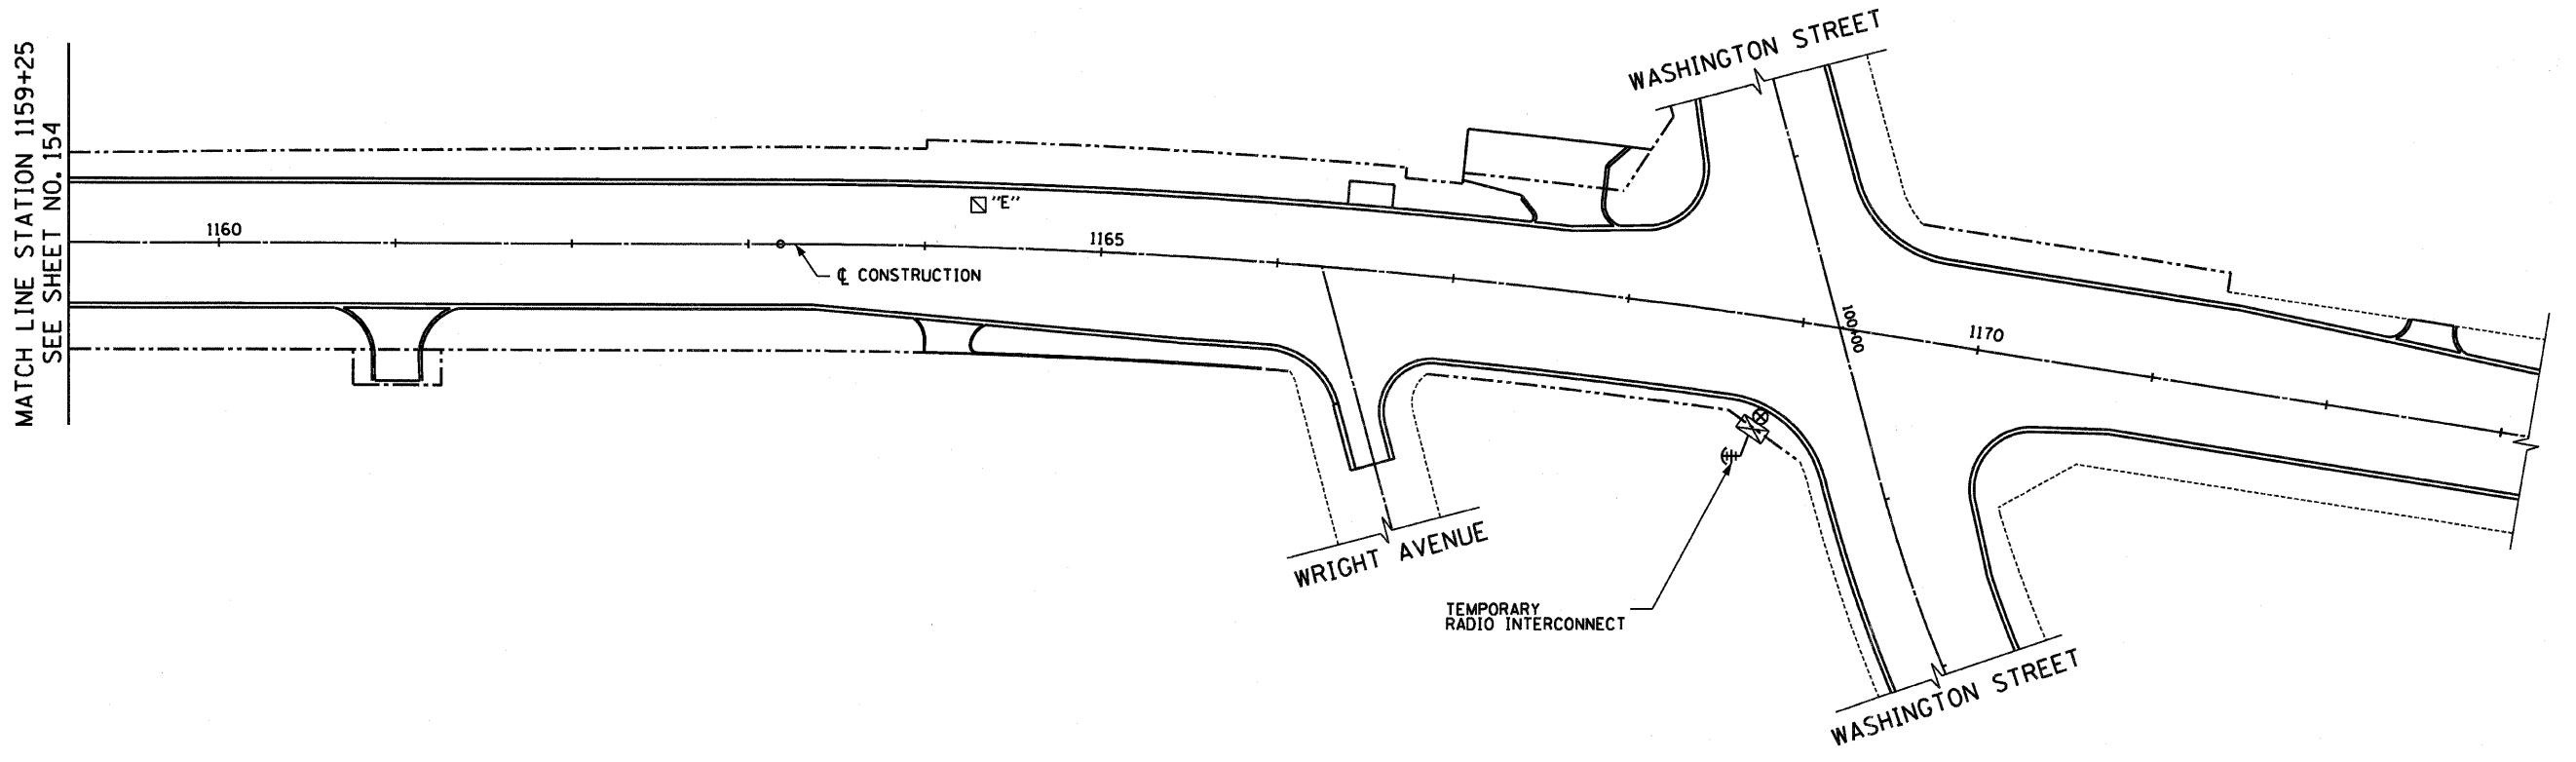 MATCH LINE STATION 1159+25
SEE SHEET NO. 154
WASHINGTON STREET
"E"
1160
1165
℄ CONSTRUCTION
100+00
1170
WRIGHT AVENUE
TEMPORARY
RADIO INTERCONNECT
WASHINGTON STREET